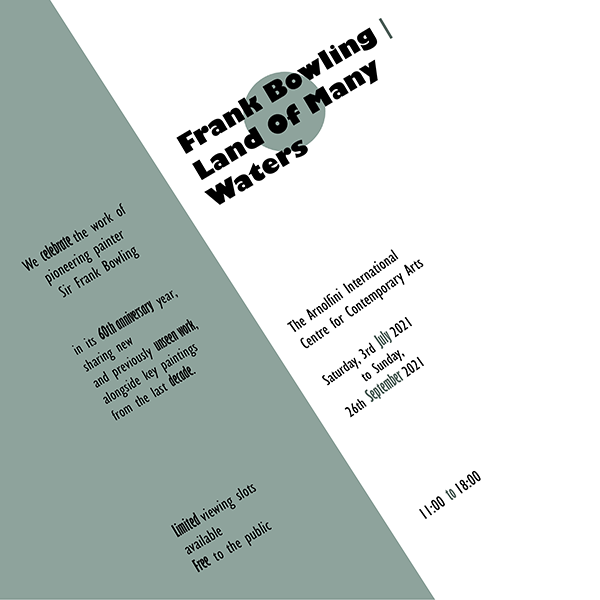 Frank Bowling |
Land Of Many
Waters
We celebrate the work of
pioneering painter
Sir Frank Bowling
in its 60th anniversary year,
sharing new
and previously unseen work,
alongside key paintings
from the last decade.
Limited viewing slots
available
Free to the public
The Arnolfini International
Centre for Contemporary Arts
Saturday, 3rd July 2021
to Sunday,
26th September 2021
11:00 to 18:00